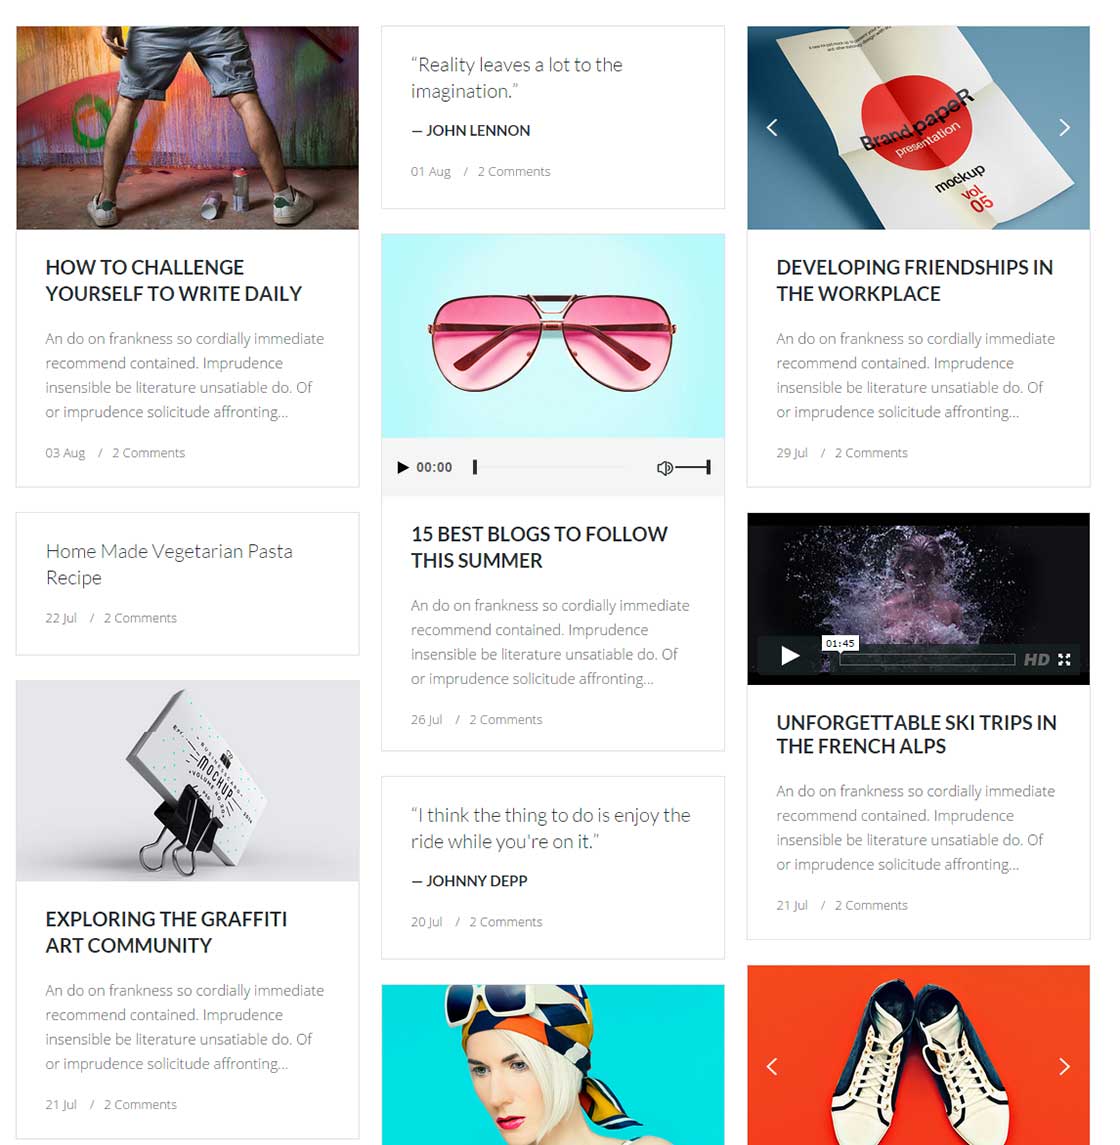 HOW TO CHALLENGE
YOURSELF TO WRITE DAILY
An do on frankness so cordially immediate
recommend contained. Imprudence
insensible be literature unsatiable do. Of
or imprudence solicitude affronting...
03 Aug / 2 Comments
Home Made Vegetarian Pasta
Recipe
22 Jul / 2 Comments
BUSINESSCARD
MOCKUP
VOLUME NO.20
PSD
EXPLORING THE GRAFFITI
ART COMMUNITY
An do on frankness so cordially immediate
recommend contained. Imprudence
insensible be literature unsatiable do. Of
or imprudence solicitude affronting...
21 Jul / 2 Comments
“Reality leaves a lot to the
imagination.”
— JOHN LENNON
01 Aug / 2 Comments
00:00
15 BEST BLOGS TO FOLLOW
THIS SUMMER
An do on frankness so cordially immediate
recommend contained. Imprudence
insensible be literature unsatiable do. Of
or imprudence solicitude affronting...
26 Jul / 2 Comments
“I think the thing to do is enjoy the
ride while you're on it.”
— JOHNNY DEPP
20 Jul / 2 Comments
Brand papeR
presentation
mockup
vol
05
DEVELOPING FRIENDSHIPS IN
THE WORKPLACE
An do on frankness so cordially immediate
recommend contained. Imprudence
insensible be literature unsatiable do. Of
or imprudence solicitude affronting...
29 Jul / 2 Comments
01:45
HD
UNFORGETTABLE SKI TRIPS IN
THE FRENCH ALPS
An do on frankness so cordially immediate
recommend contained. Imprudence
insensible be literature unsatiable do. Of
or imprudence solicitude affronting...
21 Jul / 2 Comments